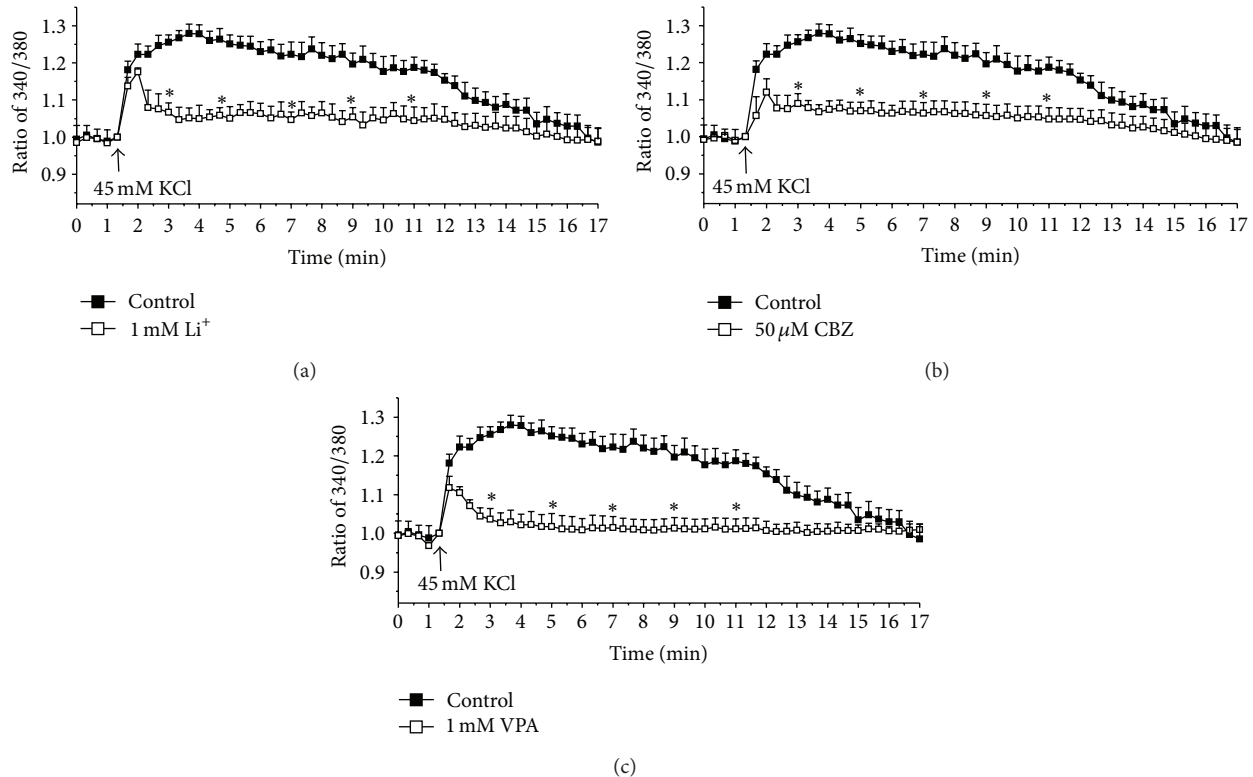 1.3
1.2
1.1
1.0
0.9
Ratio of 340/380
45 mM KCl
* * * * *
0 1 2 3 4 5 6 7 8 9 10 11 12 13 14 15 16 17
Time (min)
Control
1 mM Li⁺
(a)
1.3
1.2
1.1
1.0
0.9
Ratio of 340/380
45 mM KCl
* * * * *
0 1 2 3 4 5 6 7 8 9 10 11 12 13 14 15 16 17
Time (min)
Control
50 μM CBZ
(b)
1.3
1.2
1.1
1.0
0.9
Ratio of 340/380
45 mM KCl
* * * * *
0 1 2 3 4 5 6 7 8 9 10 11 12 13 14 15 16 17
Time (min)
Control
1 mM VPA
(c)